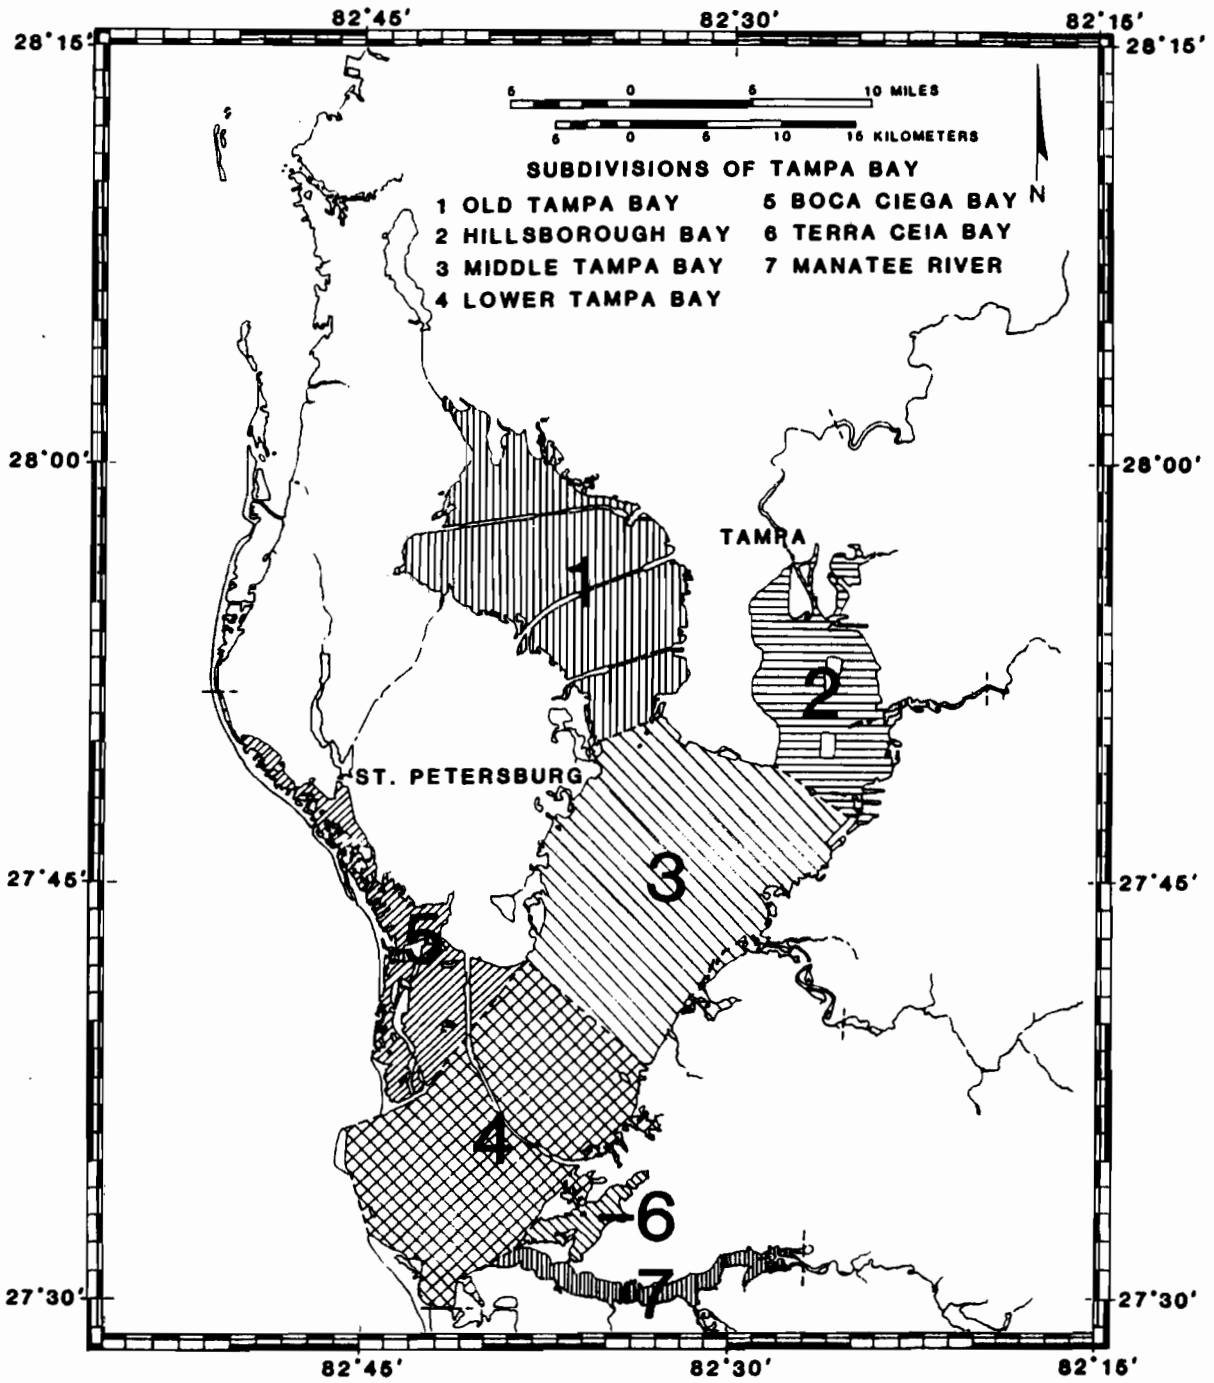 82°45' 82°30' 82°15'
28°15' 28°15'
5 0 5 10 MILES
5 0 5 10 15 KILOMETERS
SUBDIVISIONS OF TAMPA BAY
N
1 OLD TAMPA BAY 5 BOCA CIEGA BAY
2 HILLSBOROUGH BAY 6 TERRA CEIA BAY
3 MIDDLE TAMPA BAY 7 MANATEE RIVER
4 LOWER TAMPA BAY
28°00' 28°00'
TAMPA
1
2
ST. PETERSBURG
3
27°45' 27°45'
5
4
6
7
27°30' 27°30'
82°45' 82°30' 82°15'